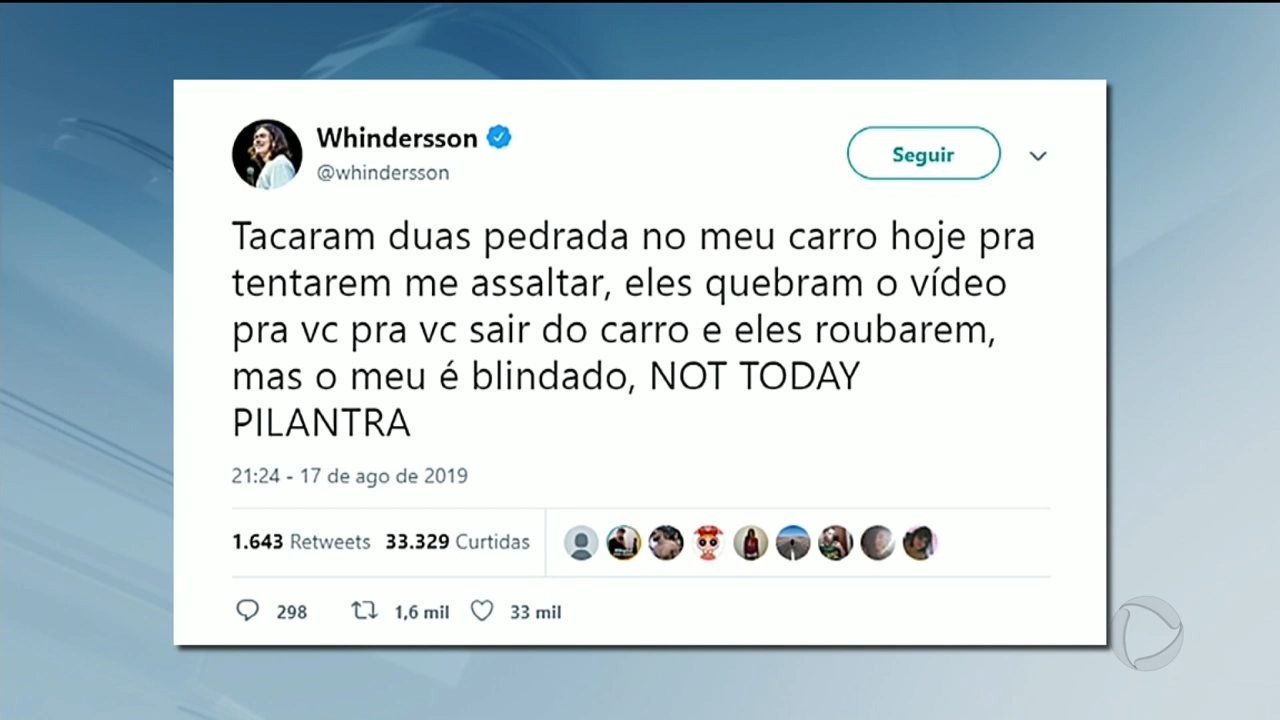 Whindersson
@whindersson
Seguir
Tacaram duas pedrada no meu carro hoje pra
tentarem me assaltar, eles quebram o vídeo
pra vc pra vc sair do carro e eles roubarem,
mas o meu é blindado, NOT TODAY
PILANTRA
21:24 - 17 de ago de 2019
1.643 Retweets 33.329 Curtidas
298 1,6 mil 33 mil